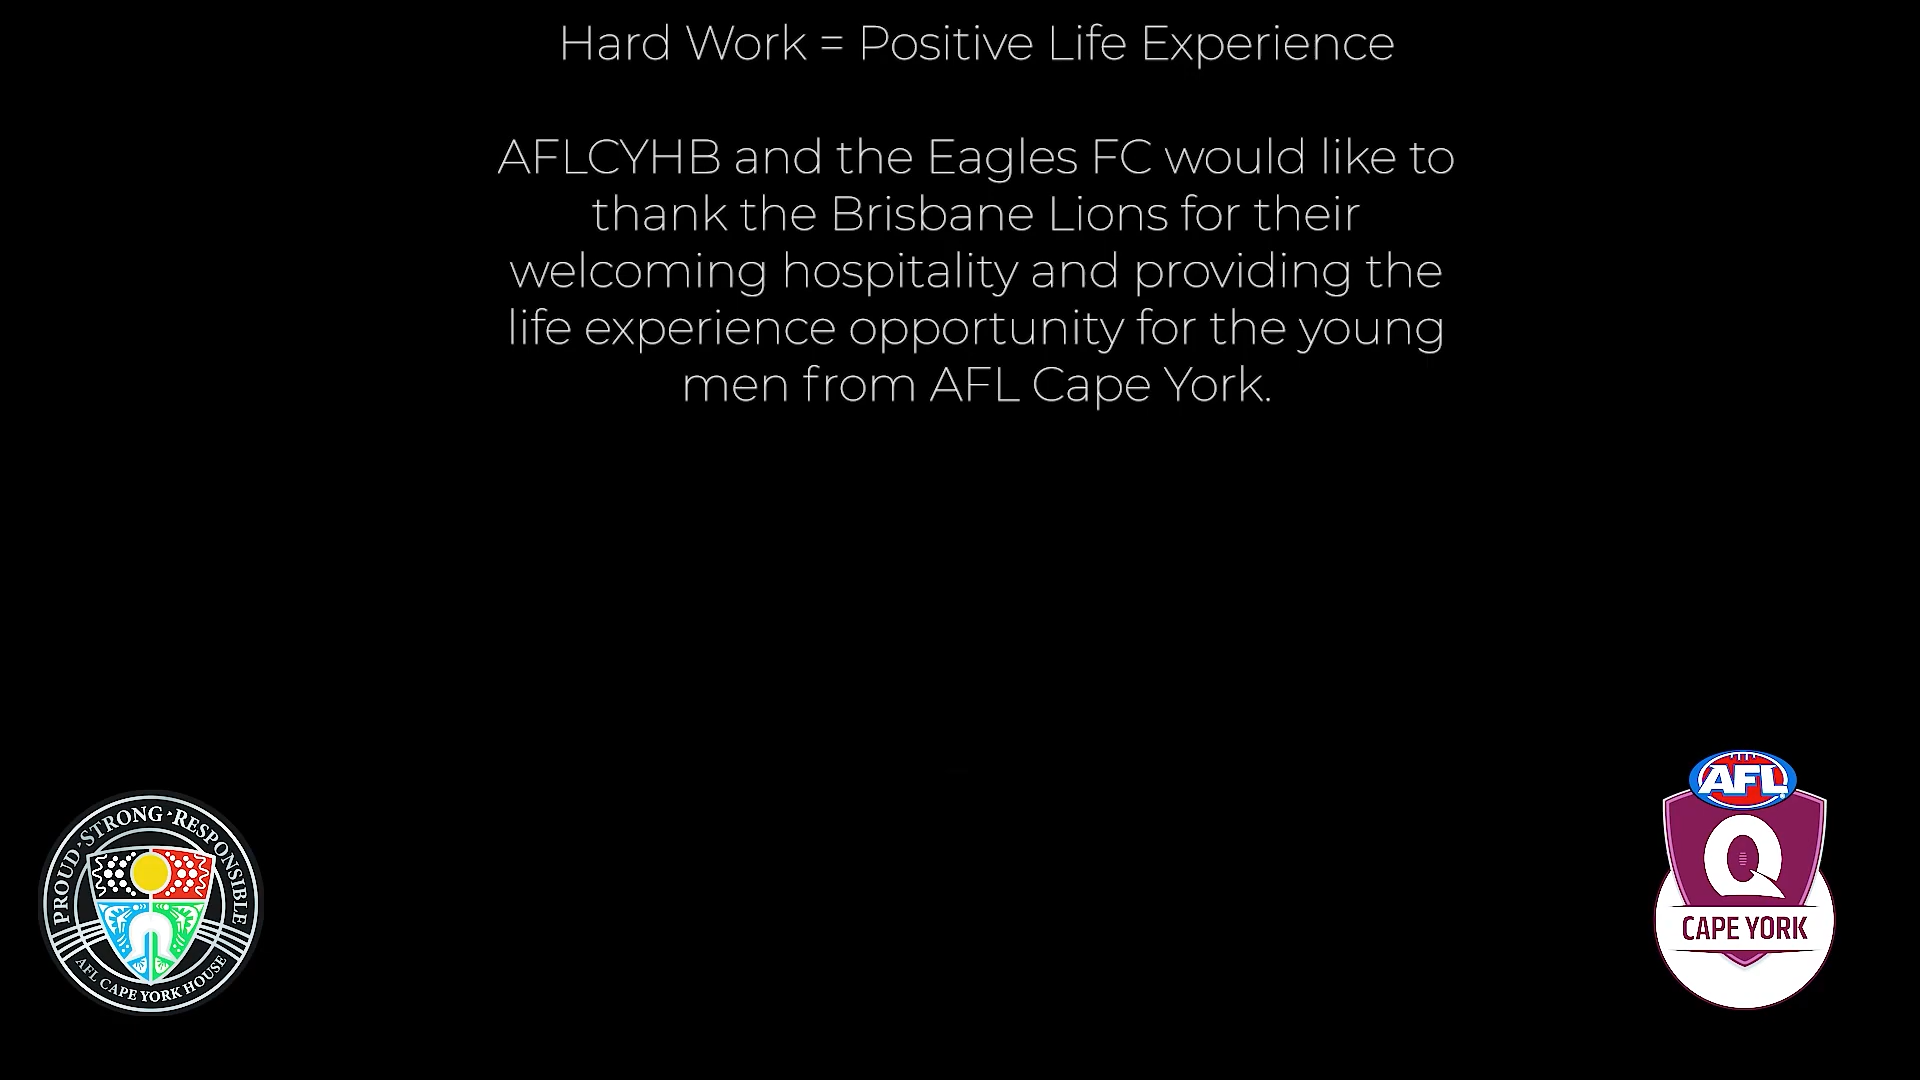 Hard Work = Positive Life Experience
AFLCYHB and the Eagles FC would like to
thank the Brisbane Lions for their
welcoming hospitality and providing the
life experience opportunity for the young
men from AFL Cape York.
PROUD · STRONG · RESPONSIBLE
AFL CAPE YORK HOUSE
AFL
Q
CAPE YORK